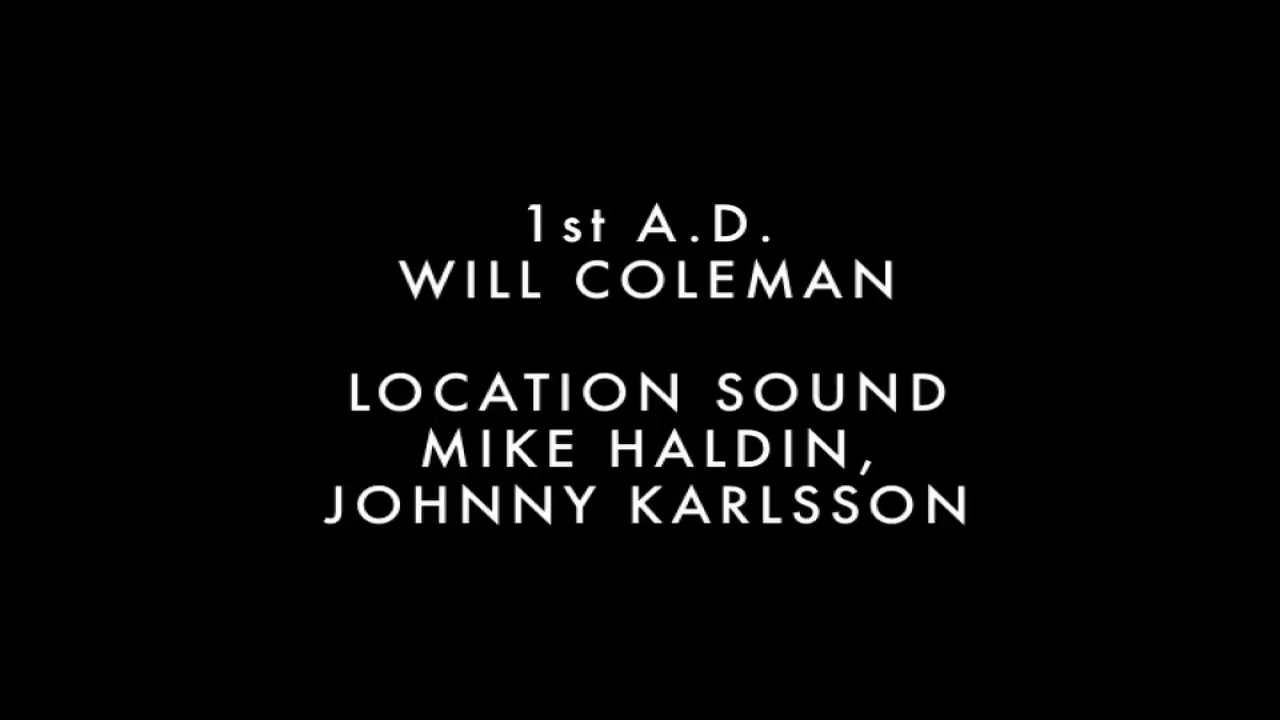 1st A.D.
WILL COLEMAN
LOCATION SOUND
MIKE HALDIN,
JOHNNY KARLSSON